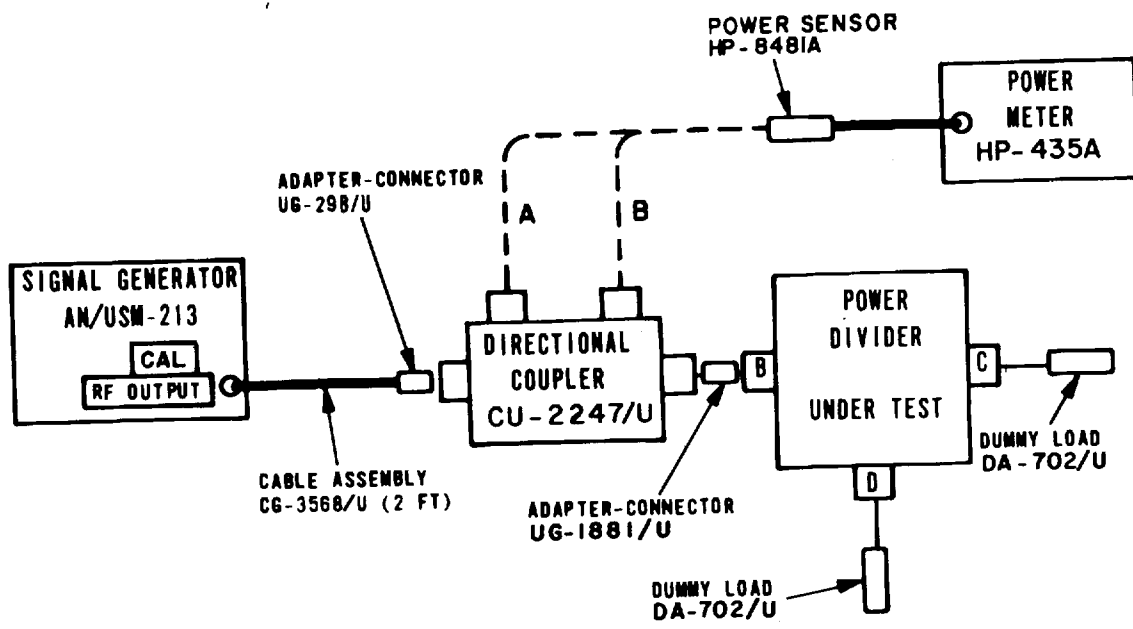 POWER SENSOR
HP-8481A
POWER
METER
HP-435A
ADAPTER-CONNECTOR
UG-29B/U
A
B
SIGNAL GENERATOR
AN/USM-213
CAL
RF OUTPUT
DIRECTIONAL
COUPLER
CU-2247/U
POWER
DIVIDER
UNDER TEST
B
C
D
DUMMY LOAD
DA-702/U
CABLE ASSEMBLY
CG-3568/U (2 FT)
ADAPTER-CONNECTOR
UG-1881/U
DUMMY LOAD
DA-702/U